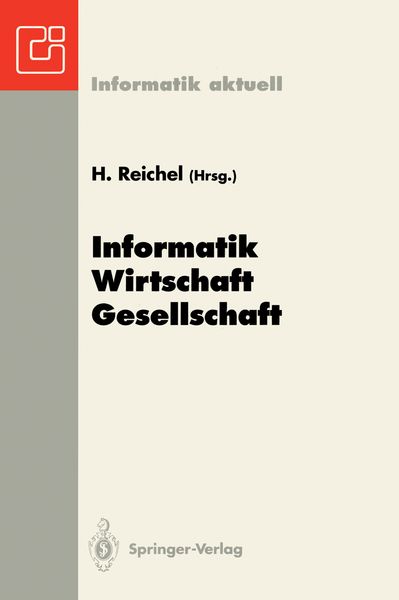 Informatik aktuell
H. Reichel (Hrsg.)
Informatik
Wirtschaft
Gesellschaft
Springer-Verlag